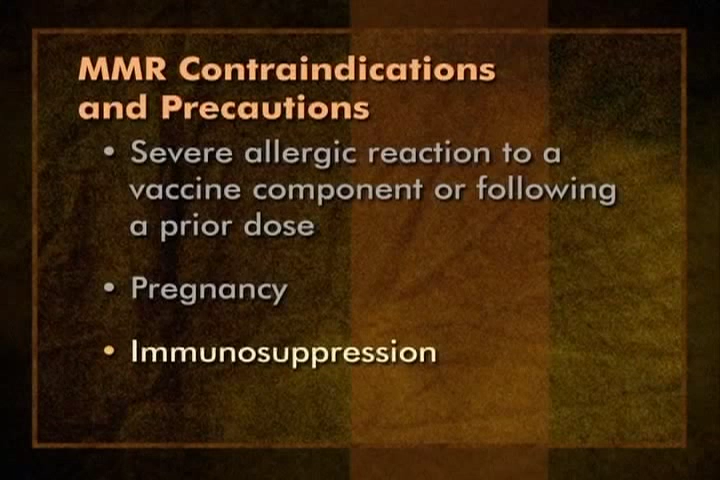 MMR Contraindications
and Precautions
• Severe allergic reaction to a
vaccine component or following
a prior dose
• Pregnancy
• Immunosuppression